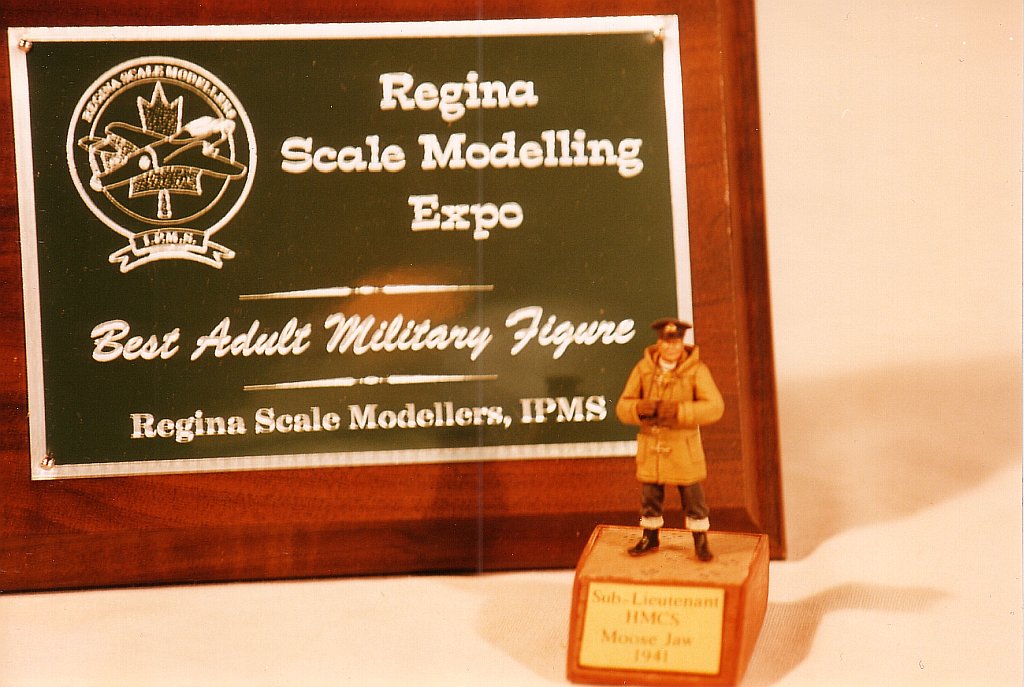 REGINA SCALE MODELLERS
I.P.M.S.
Regina
Scale Modelling
Expo
Best Adult Military Figure
Regina Scale Modellers, IPMS
Sub-Lieutenant
HMCS
Moose Jaw
1941